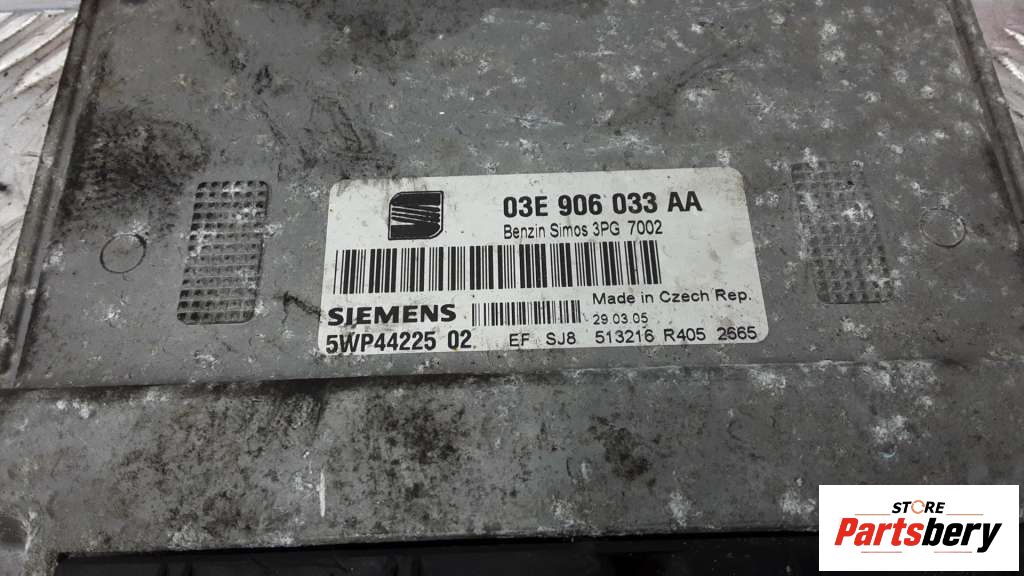 03E 906 033 AA
Benzin Simos 3PG 7002
SIEMENS
Made in Czech Rep.
29.03.05
5WP44225 02
EF SJ8 513216 R405 2665
STORE
Partsbery